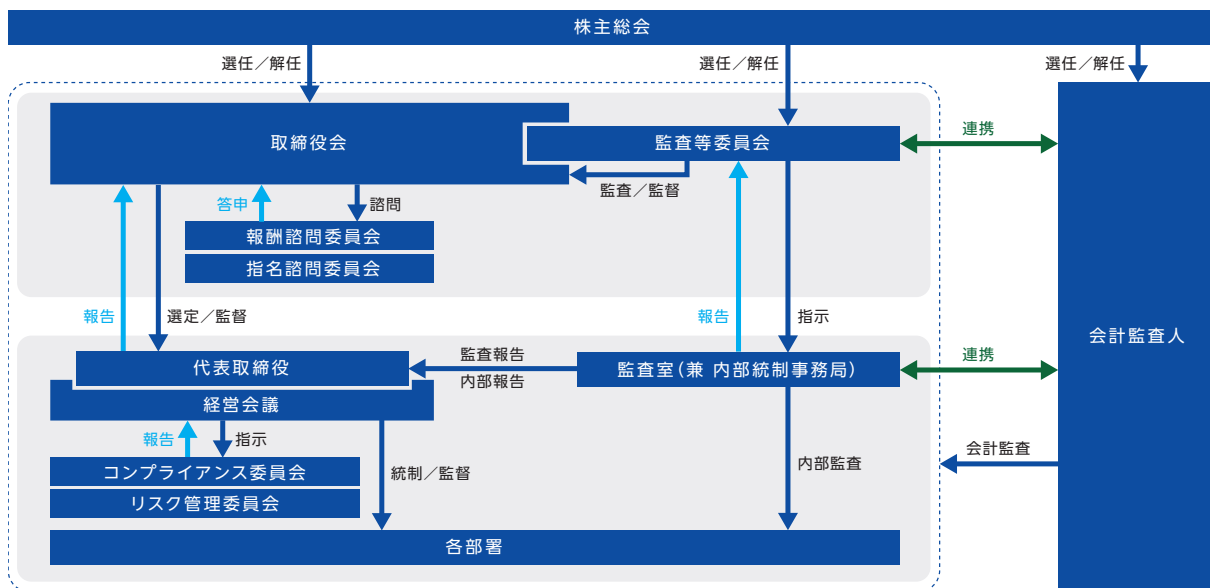 株主総会
選任／解任
選任／解任
選任／解任
取締役会
監査等委員会
連携
監査／監督
答申
諮問
報酬諮問委員会
指名諮問委員会
報告
選定／監督
報告
指示
会計監査人
代表取締役
監査報告
内部報告
監査室（兼 内部統制事務局）
連携
経営会議
報告
指示
コンプライアンス委員会
リスク管理委員会
統制／監督
内部監査
会計監査
各部署